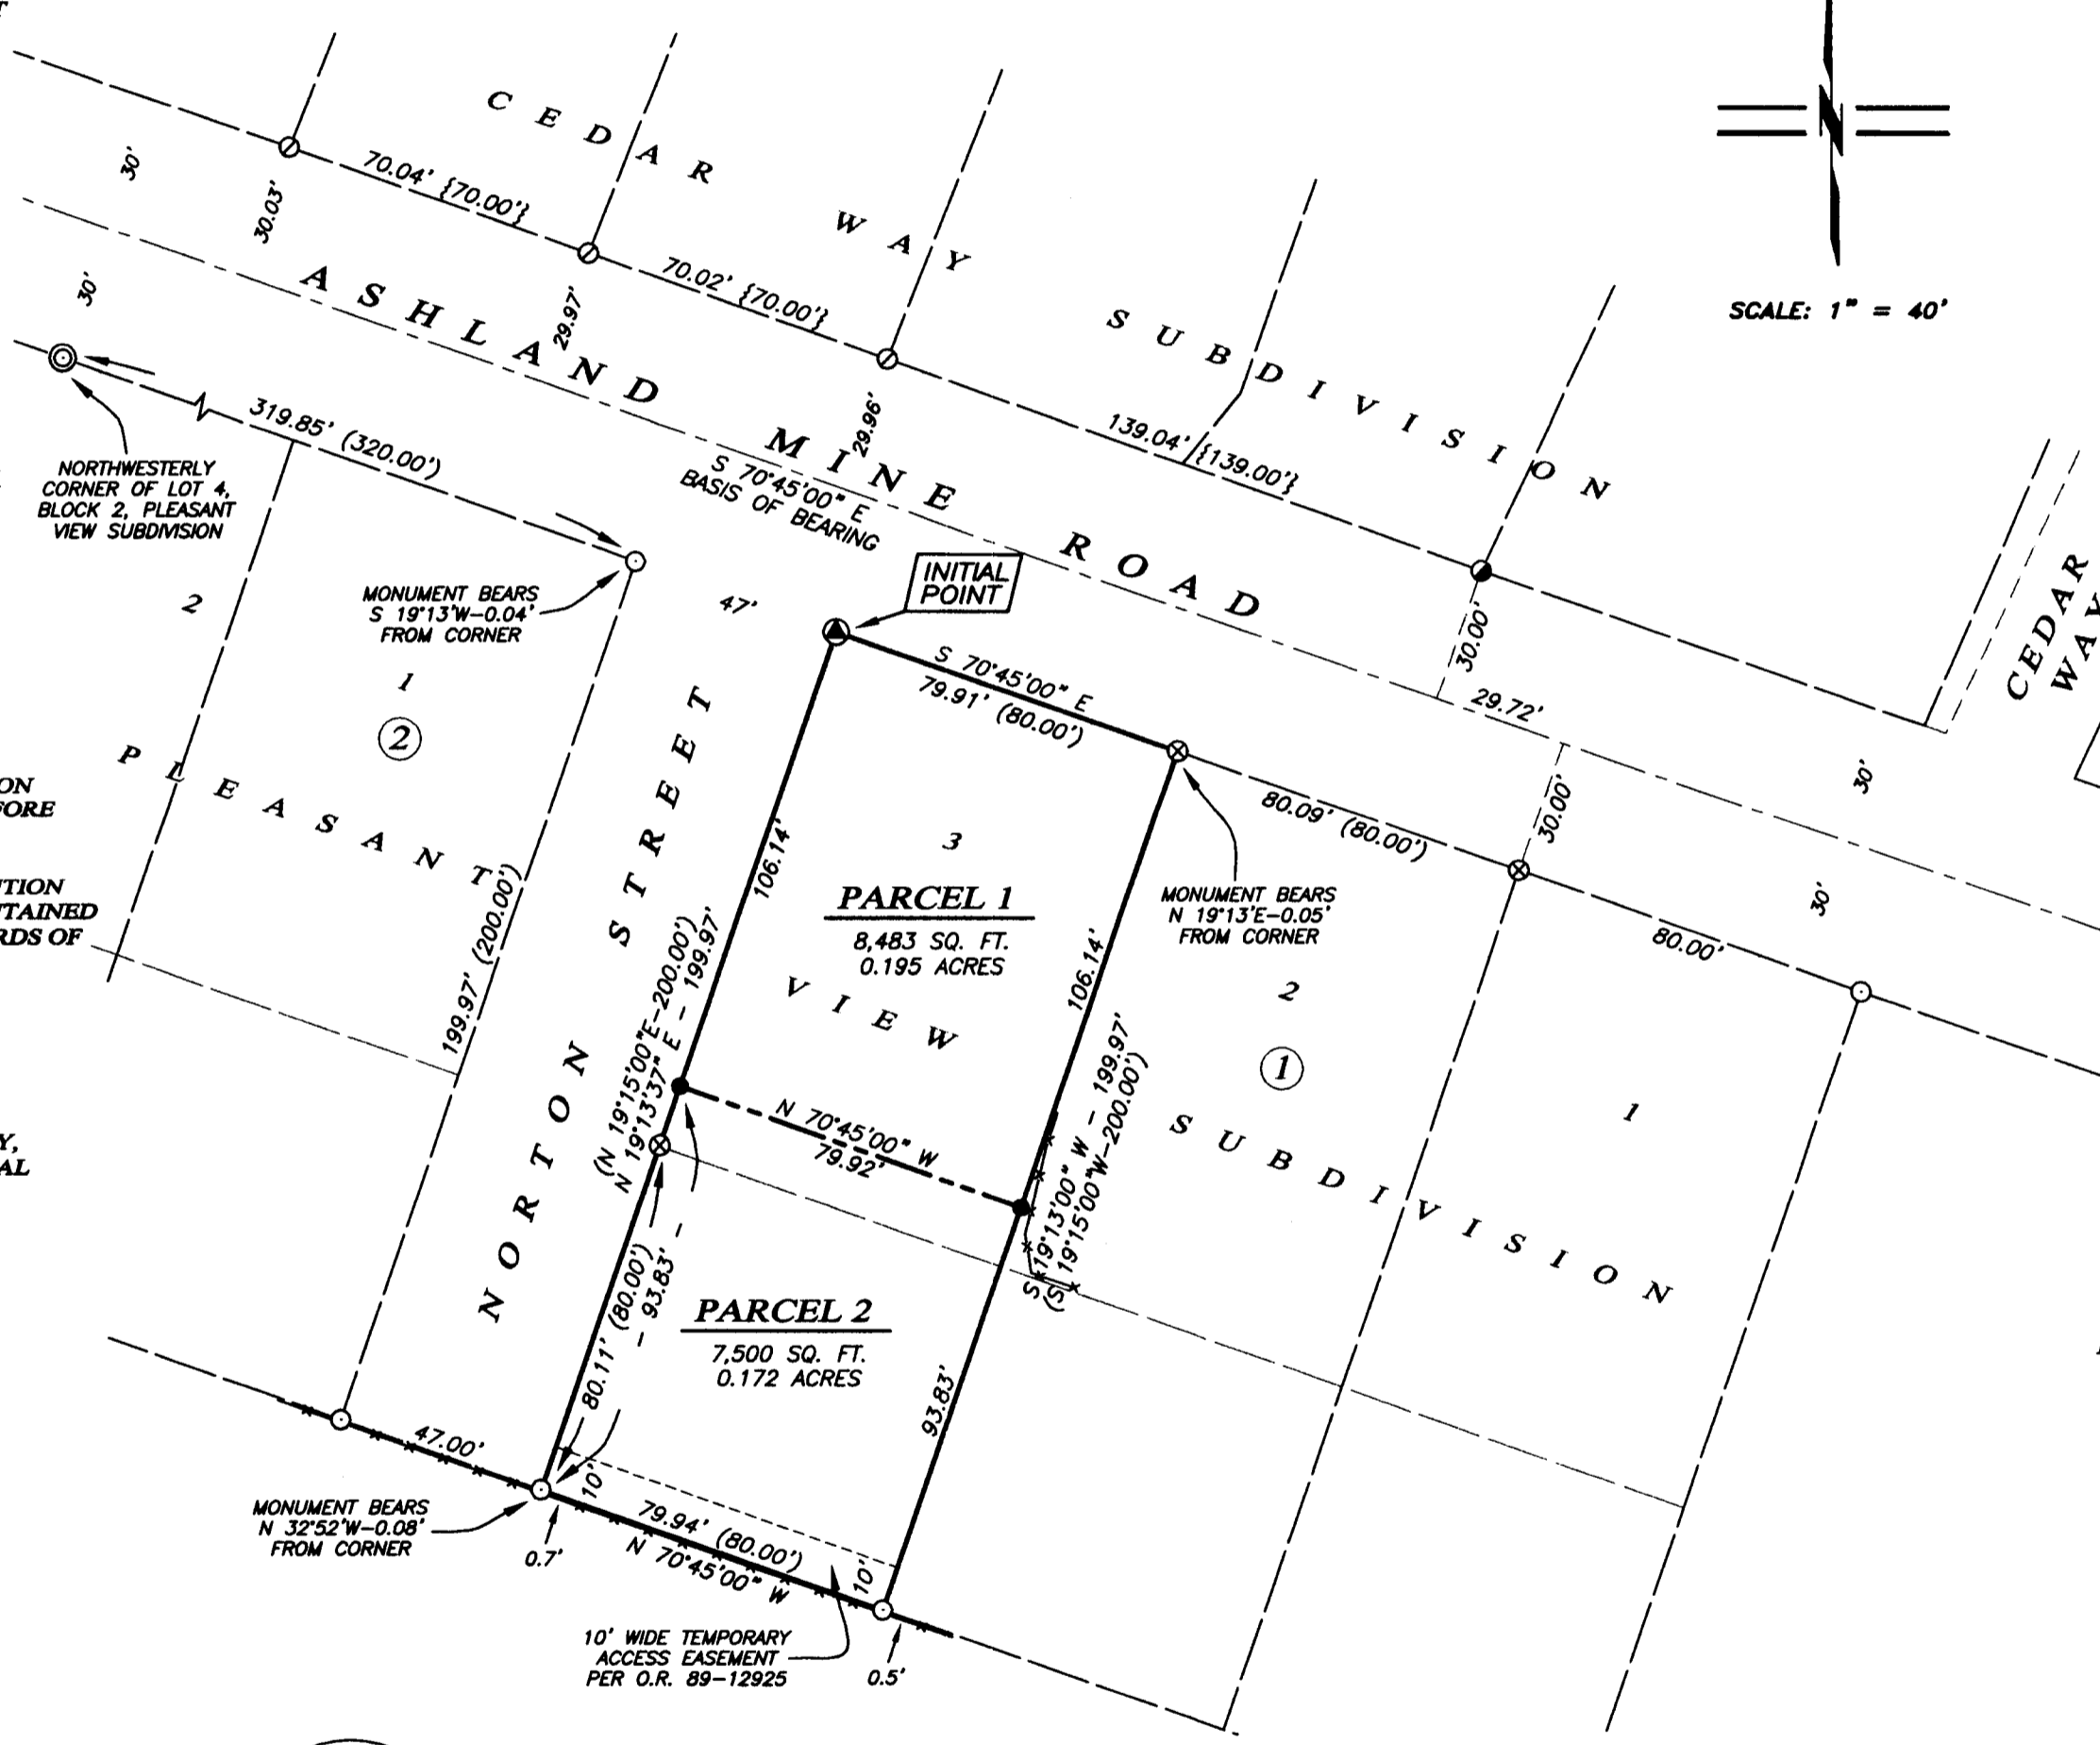 CEDAR WAY SUBDIVISION
N
SCALE: 1" = 40'
30'
30.03'
70.04' {70.00'}
29.97'
70.02' {70.00'}
29.96'
139.04' {139.00'}
30'
ASHLAND MINE ROAD
S 70°45'00" E
BASIS OF BEARING
319.85' (320.00')
NORTHWESTERLY
CORNER OF LOT 4,
BLOCK 2, PLEASANT
VIEW SUBDIVISION
MONUMENT BEARS
S 19°13'W-0.04'
FROM CORNER
47'
INITIAL
POINT
30.00'
29.72'
30.00'
30'
30'
CEDAR
WAY
2
1
2
PLEASANT VIEW SUBDIVISION
S 70°45'00" E
79.91' (80.00')
80.09' (80.00')
80.00'
MONUMENT BEARS
N 19°13'E-0.05'
FROM CORNER
ON
FORE
TION
TAINED
RDS OF
Y,
AL
NORTON STREET
199.97' (200.00')
106.14'
(N 19°15'00"E-200.00')
N 19°13'37" E - 199.97'
3
PARCEL 1
8,483 SQ. FT.
0.195 ACRES
106.14'
S 19°13'00" W - 199.97'
(S 19°15'00"W-200.00')
2
1
1
N 70°45'00" W
79.92'
80.11' (80.00')
93.83'
PARCEL 2
7,500 SQ. FT.
0.172 ACRES
93.83'
47.00'
10'
79.94' (80.00')
N 70°45'00" W
10'
MONUMENT BEARS
N 32°52'W-0.08'
FROM CORNER
0.7'
0.5'
10' WIDE TEMPORARY
ACCESS EASEMENT
PER O.R. 89-12925